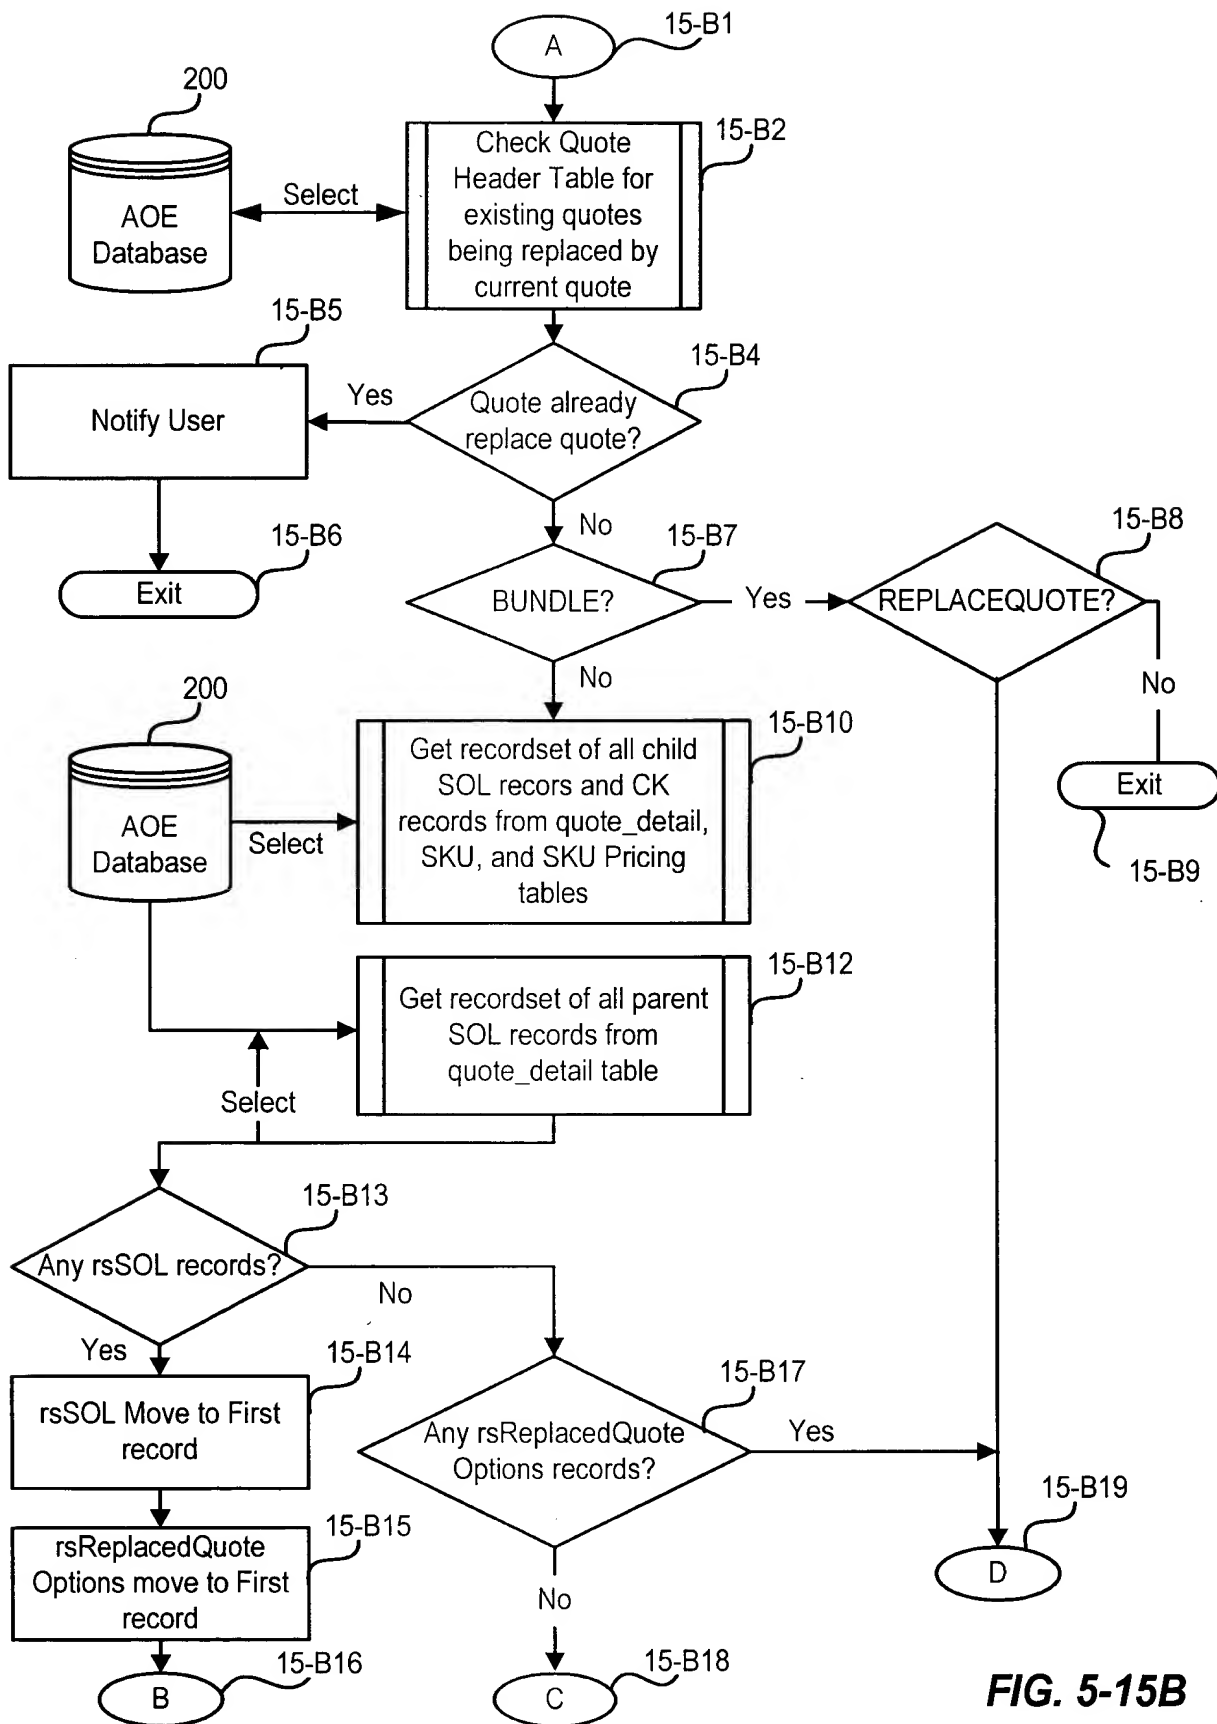 15-B1
A
200
15-B2
Check Quote
Header Table for
existing quotes
being replaced by
current quote
Select
AOE
Database
15-B5
15-B4
Notify User
Yes
Quote already
replace quote?
No
15-B6
Exit
15-B7
BUNDLE?
Yes
15-B8
REPLACEQUOTE?
No
No
Exit
15-B9
200
15-B10
Get recordset of all child
SOL recors and CK
records from quote_detail,
SKU, and SKU Pricing
tables
AOE
Database
Select
15-B12
Get recordset of all parent
SOL records from
quote_detail table
Select
15-B13
Any rsSOL records?
No
Yes
15-B14
rsSOL Move to First
record
15-B17
Any rsReplacedQuote
Options records?
Yes
15-B15
rsReplacedQuote
Options move to First
record
15-B19
D
No
15-B16
B
15-B18
C
FIG. 5-15B